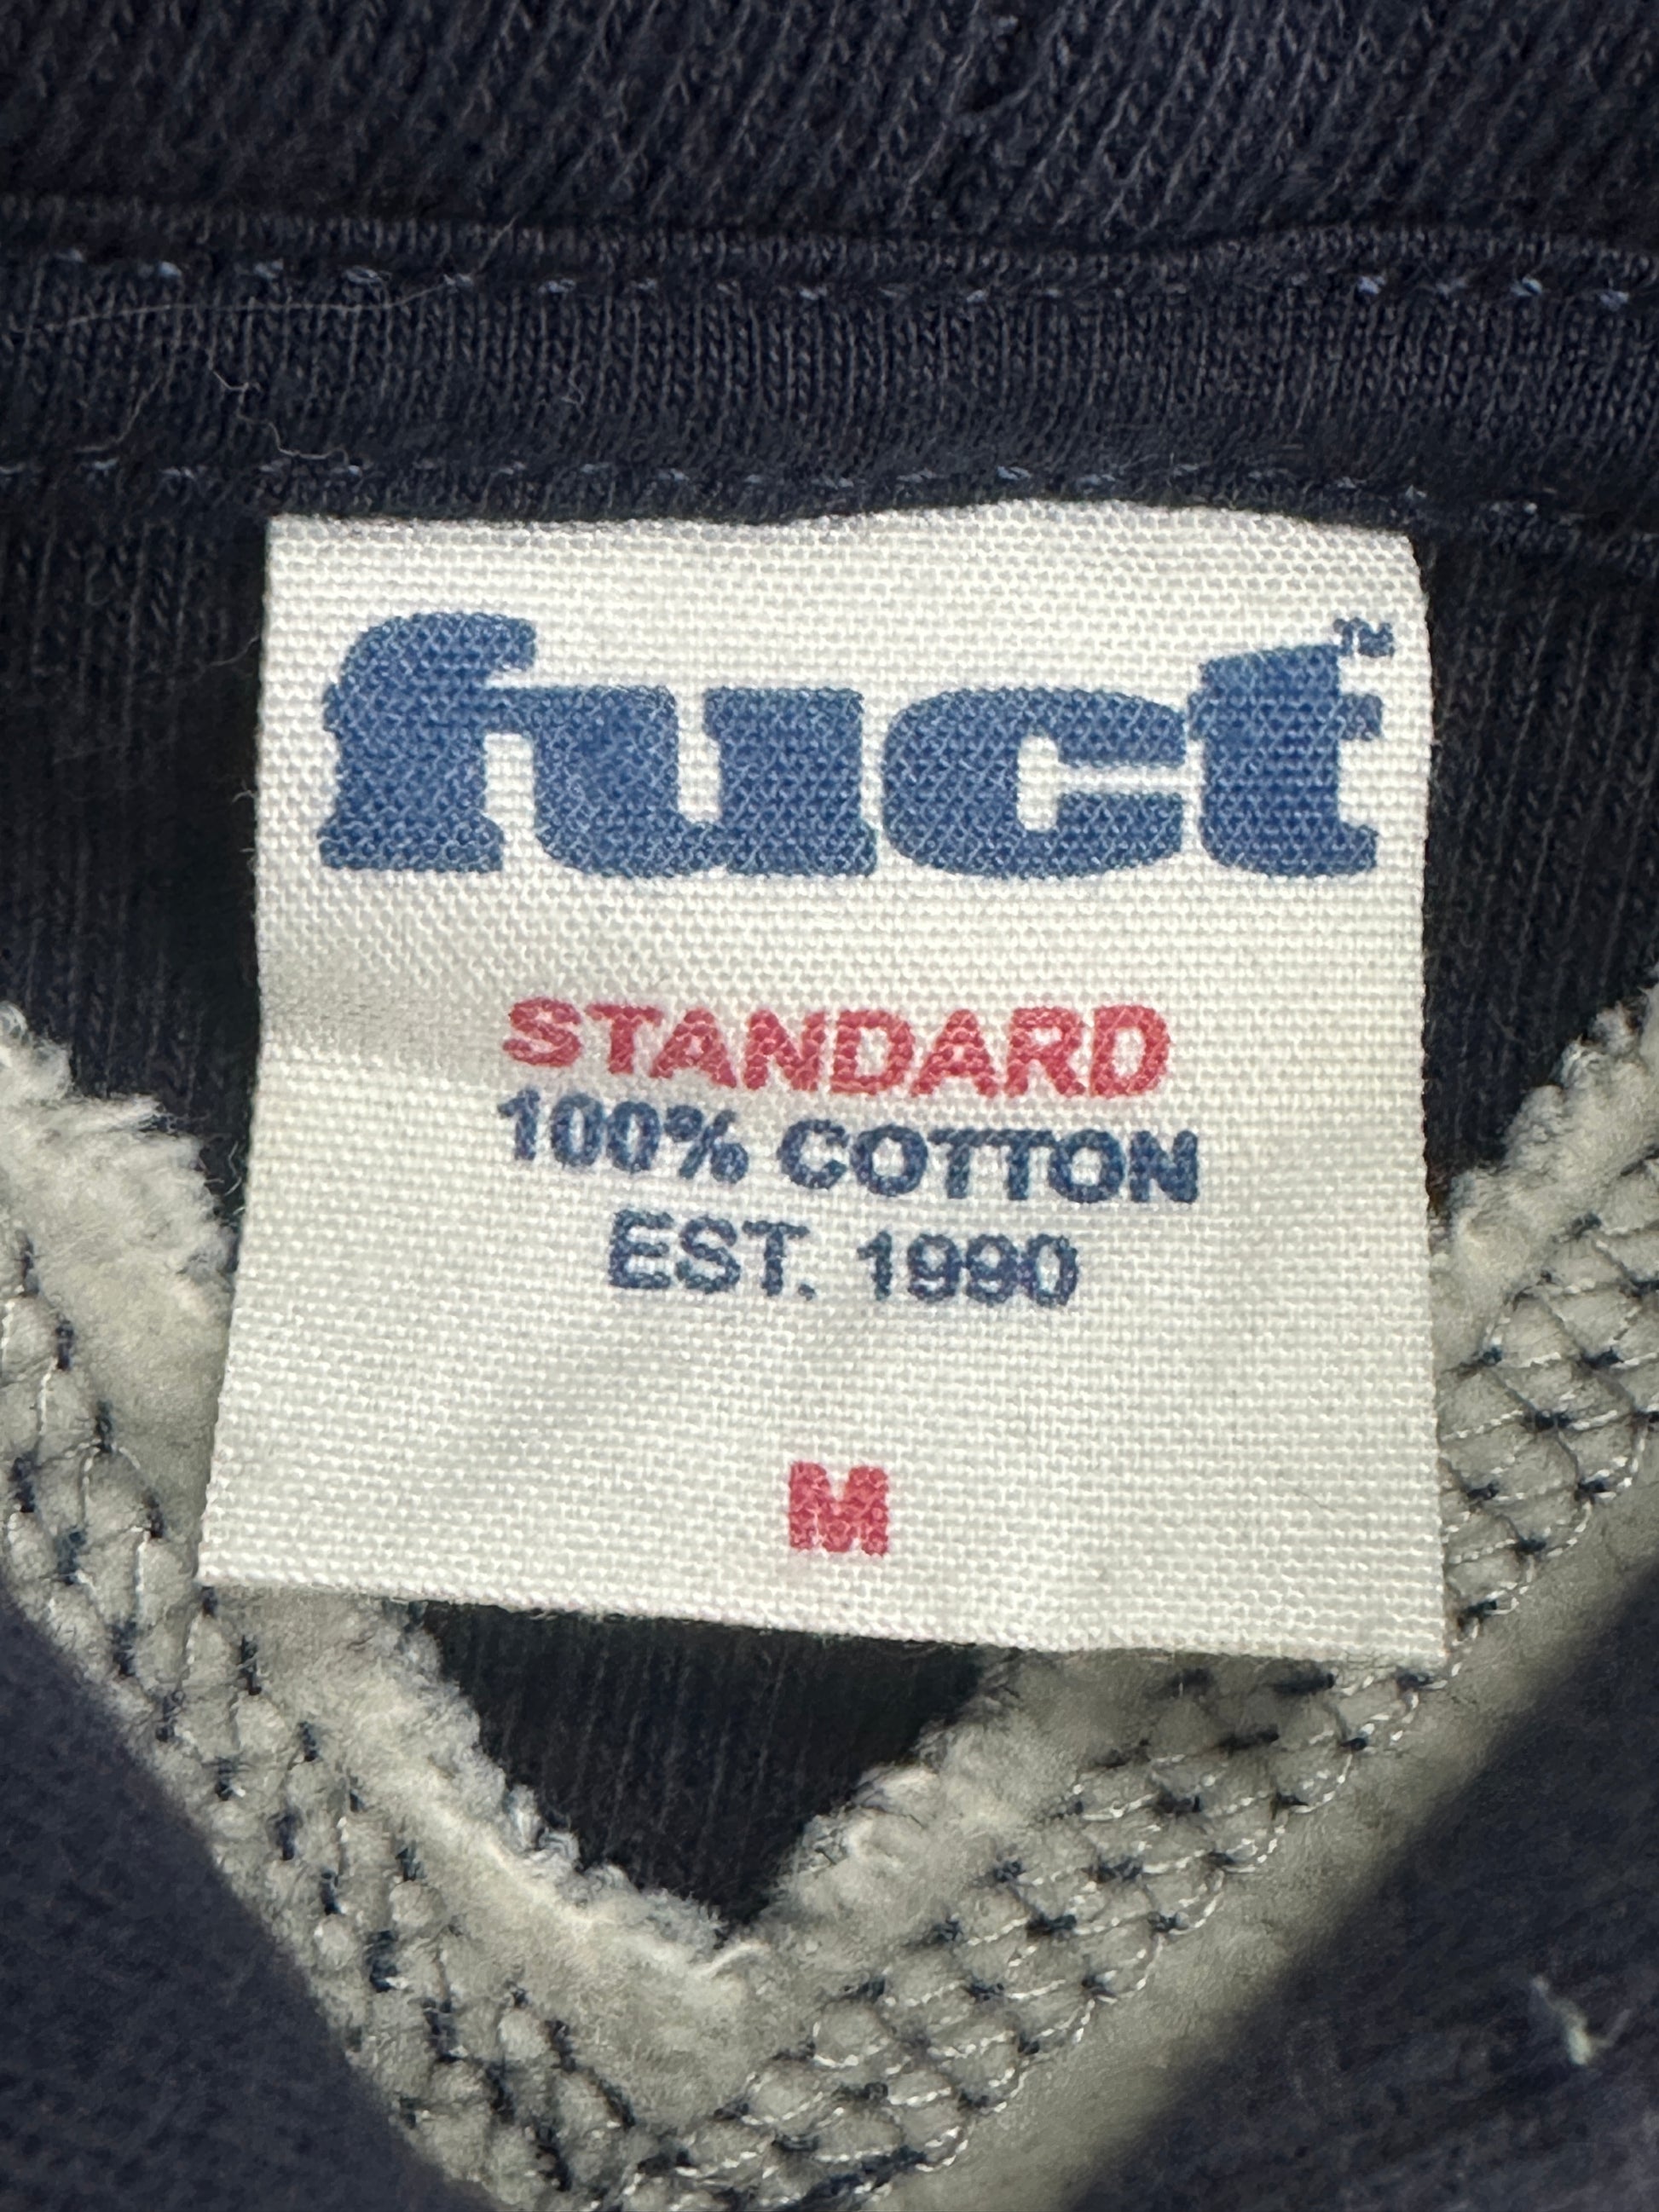 fuct™
STANDARD
100% COTTON
EST. 1990
M